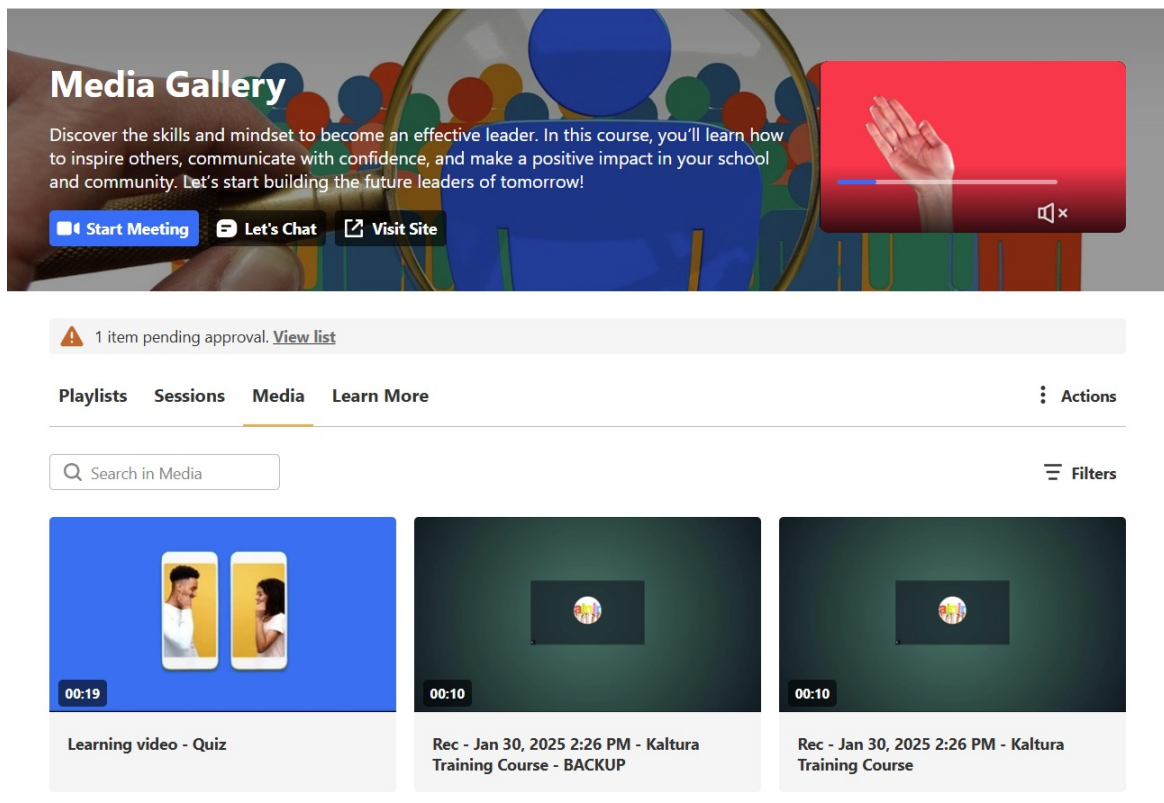 Media Gallery
Discover the skills and mindset to become an effective leader. In this course, you'll learn how
to inspire others, communicate with confidence, and make a positive impact in your school
and community. Let's start building the future leaders of tomorrow!
Start Meeting
Let's Chat
Visit Site
1 item pending approval. View list
Playlists
Sessions
Media
Learn More
Actions
Search in Media
Filters
00:19
00:10
00:10
Learning video - Quiz
Rec - Jan 30, 2025 2:26 PM - Kaltura
Training Course - BACKUP
Rec - Jan 30, 2025 2:26 PM - Kaltura
Training Course